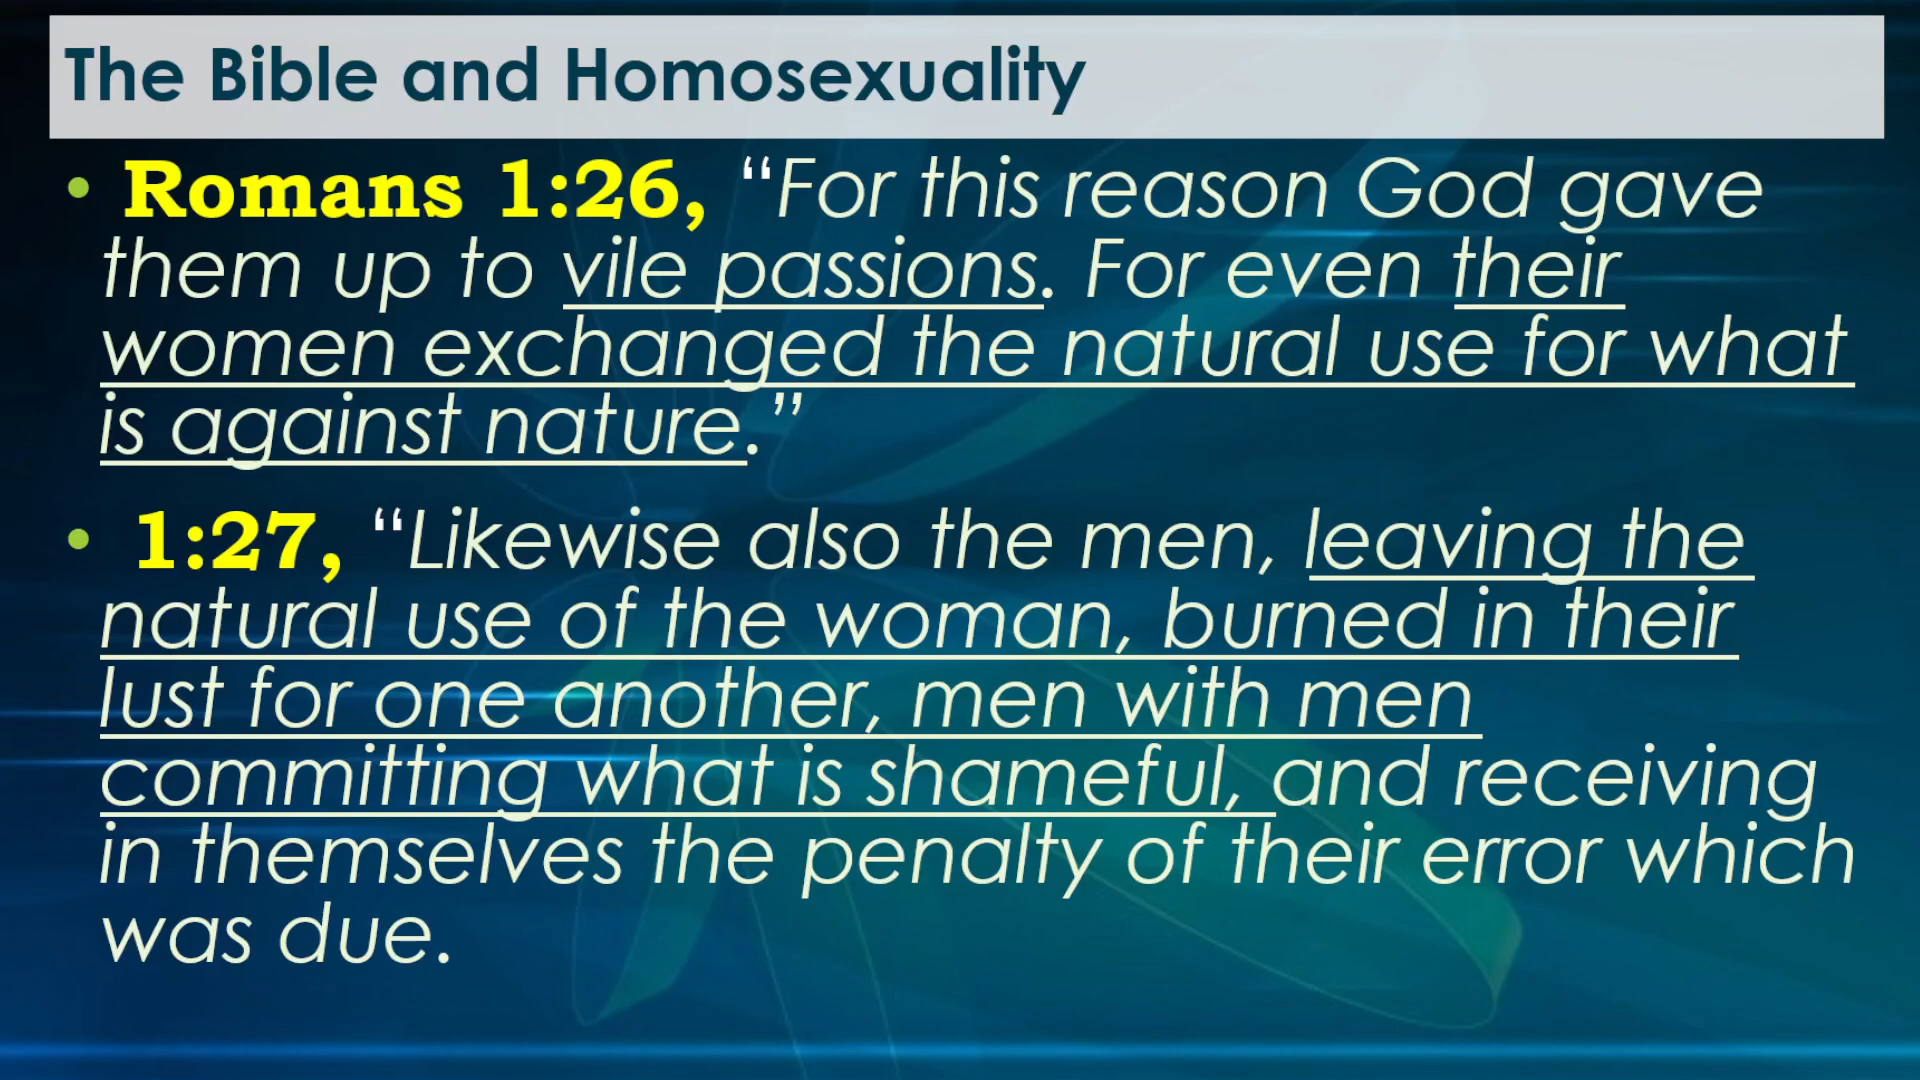 The Bible and Homosexuality
• Romans 1:26, “For this reason God gave
them up to vile passions. For even their
women exchanged the natural use for what
is against nature.”
• 1:27, “Likewise also the men, leaving the
natural use of the woman, burned in their
lust for one another, men with men
committing what is shameful, and receiving
in themselves the penalty of their error which
was due.